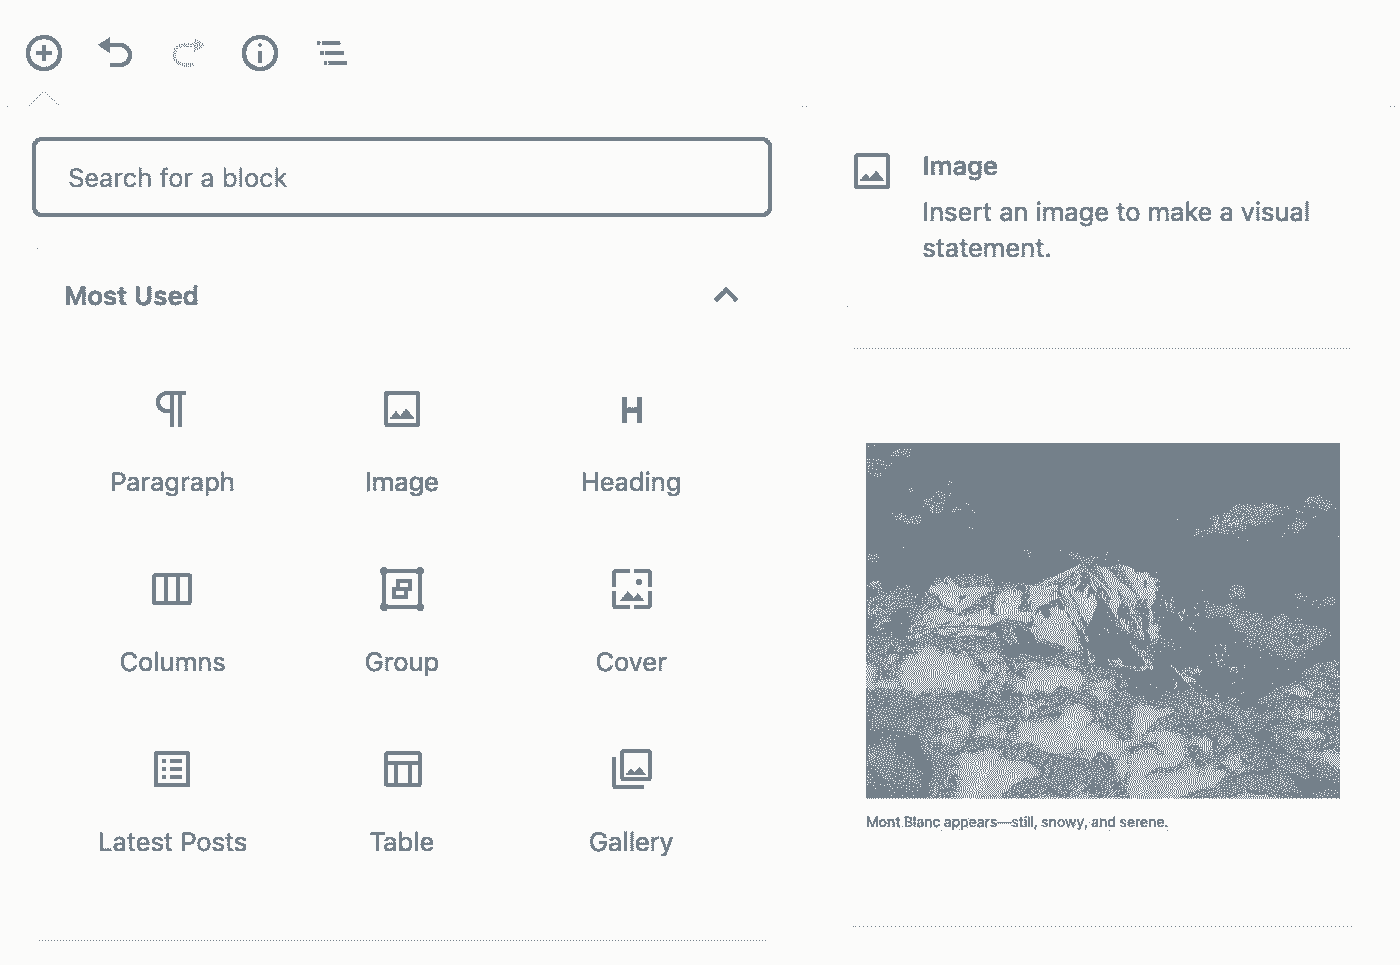 Search for a block
Most Used
Paragraph
Image
Heading
Columns
Group
Cover
Latest Posts
Table
Gallery
Image
Insert an image to make a visual
statement.
Mont Blanc appears—still, snowy, and serene.